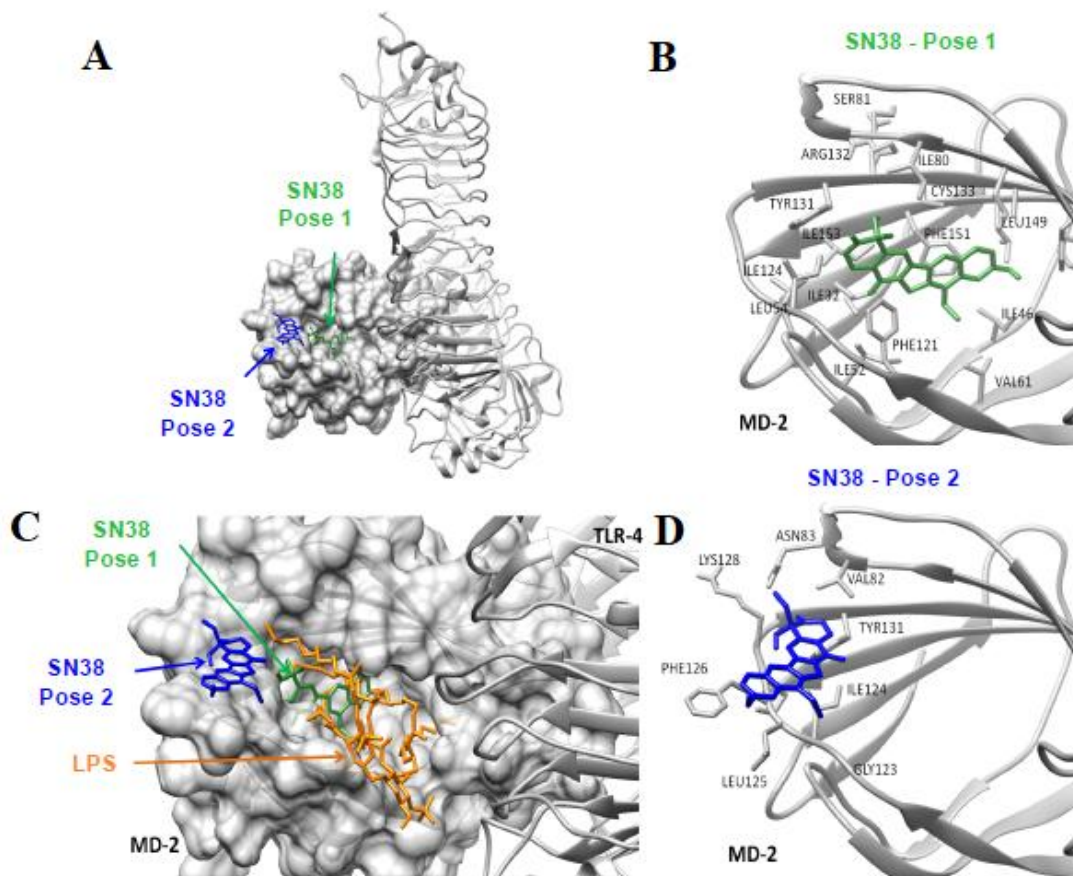 A
SN38
Pose 1
SN38
Pose 2
B
SN38 - Pose 1
SER81
ARG132
ILE80
CYS133
TYR131
LEU149
ILE153
PHE151
ILE124
ILE32
LEU54
ILE46
PHE121
ILE52
VAL61
MD-2
C
SN38
Pose 1
TLR-4
SN38
Pose 2
LPS
MD-2
SN38 - Pose 2
D
ASN83
LYS128
VAL82
TYR131
PHE126
ILE124
GLY123
LEU125
MD-2